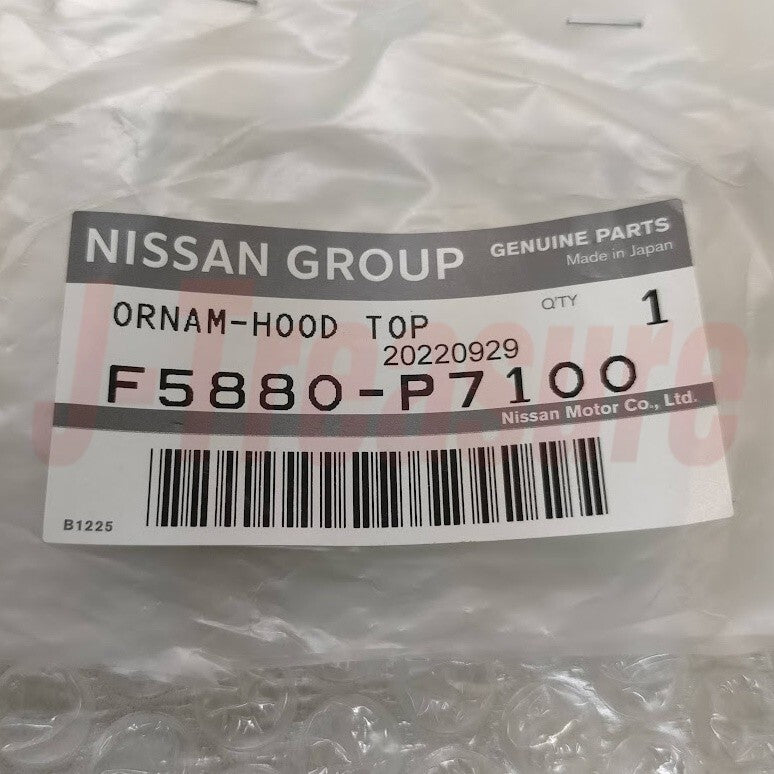 NISSAN GROUP
GENUINE PARTS
Made in Japan
ORNAM-HOOD TOP
Q'TY 1
20220929
F5880-P7100
Nissan Motor Co., Ltd.
B1225
J-Transure